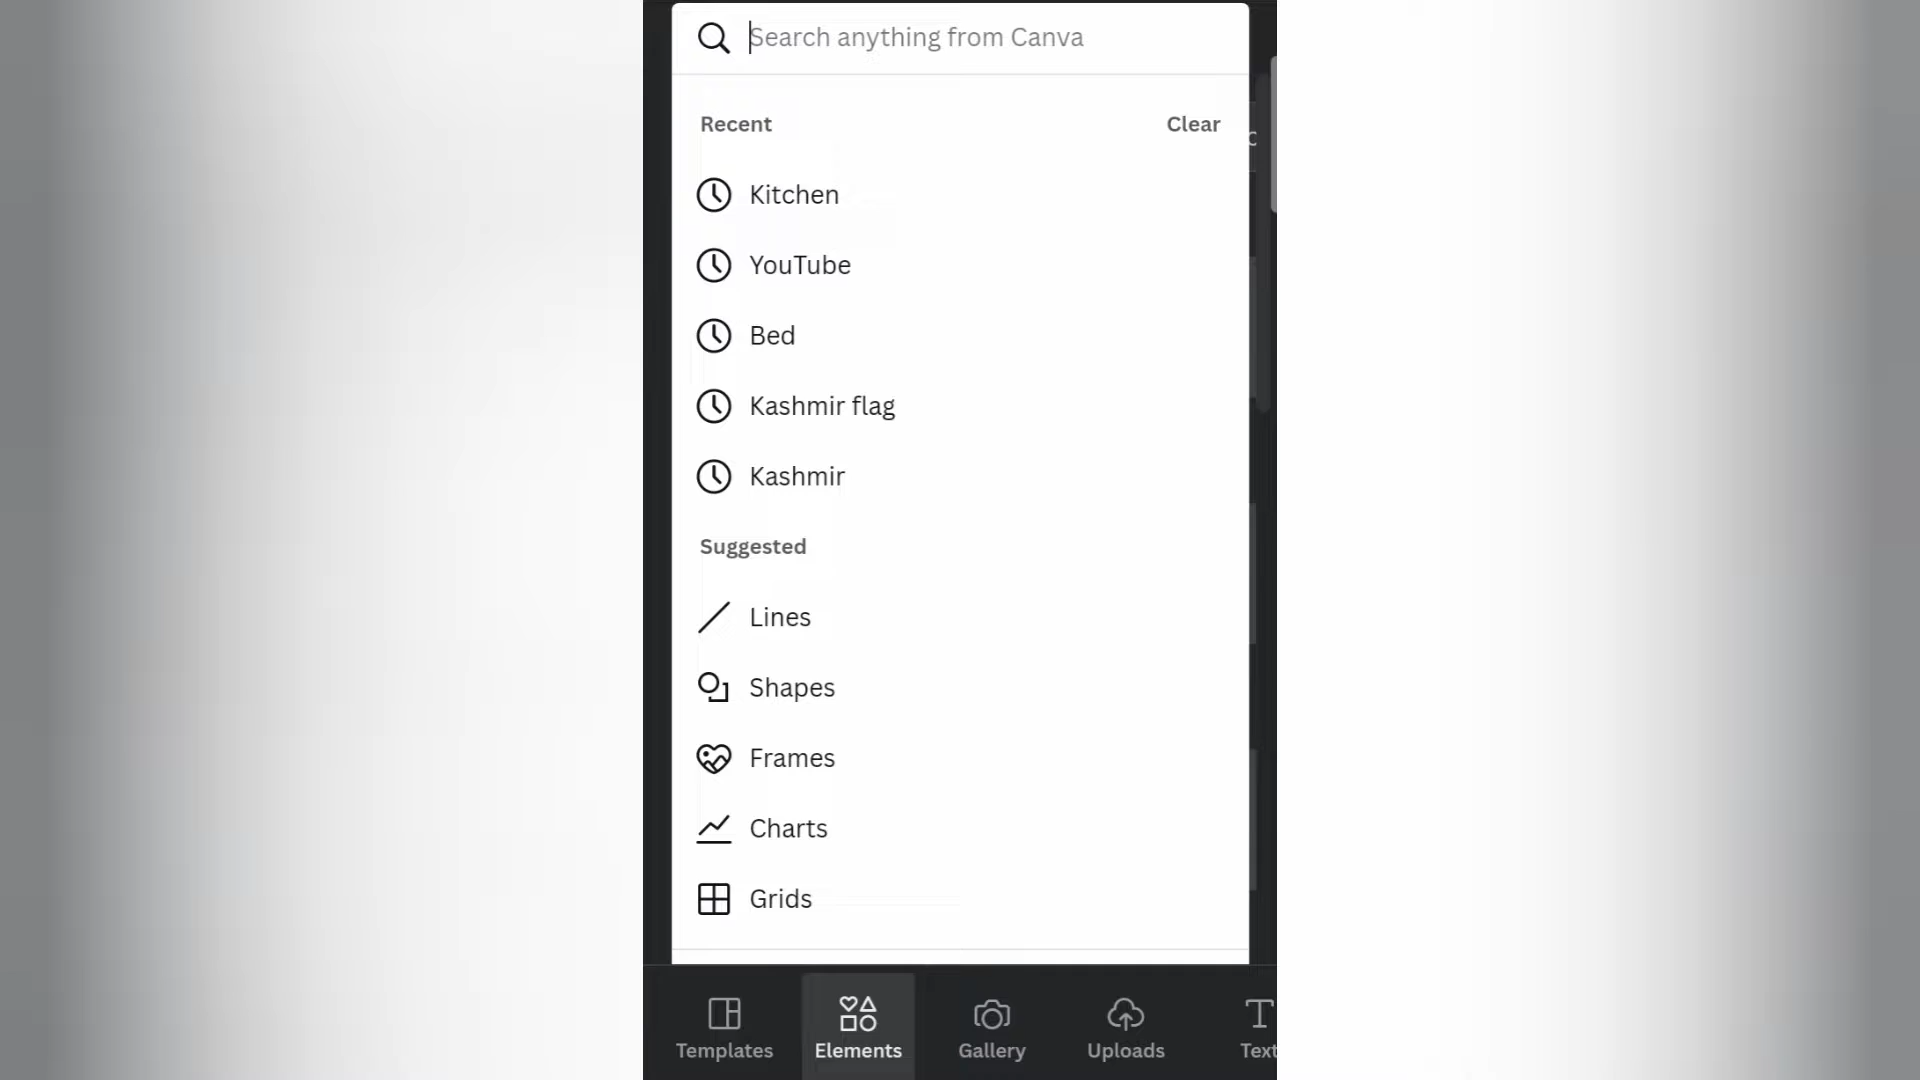 Search anything from Canva
Recent
Clear
Kitchen
YouTube
Bed
Kashmir flag
Kashmir
Suggested
Lines
Shapes
Frames
Charts
Grids
Templates
Elements
Gallery
Uploads
Text